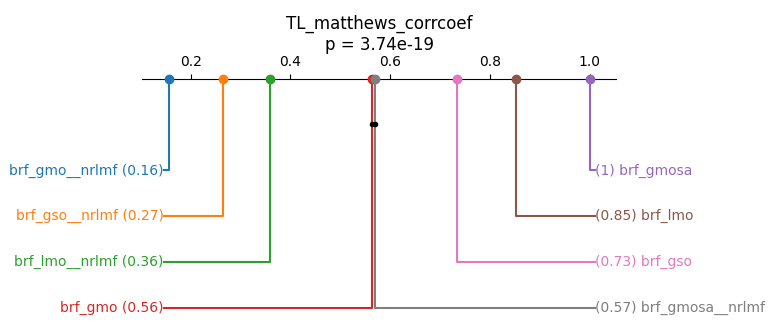 TL_matthews_corrcoef
p = 3.74e-19
0.2 0.4 0.6 0.8 1.0
brf_gmo__nrlmf (0.16) (1) brf_gmosa
brf_gso__nrlmf (0.27) (0.85) brf_lmo
brf_lmo__nrlmf (0.36) (0.73) brf_gso
brf_gmo (0.56) (0.57) brf_gmosa__nrlmf